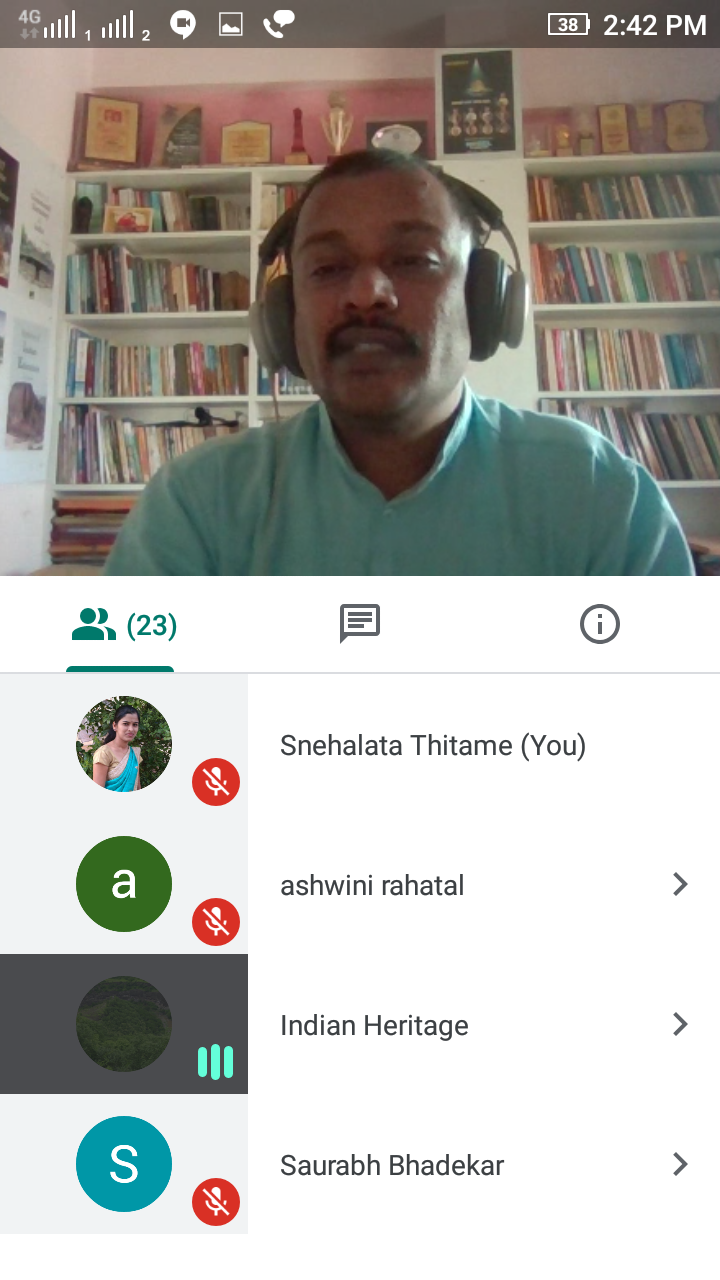 4G 1 2 38 2:42 PM
(23)
Snehalata Thitame (You)
a
ashwini rahatal
Indian Heritage
S
Saurabh Bhadekar